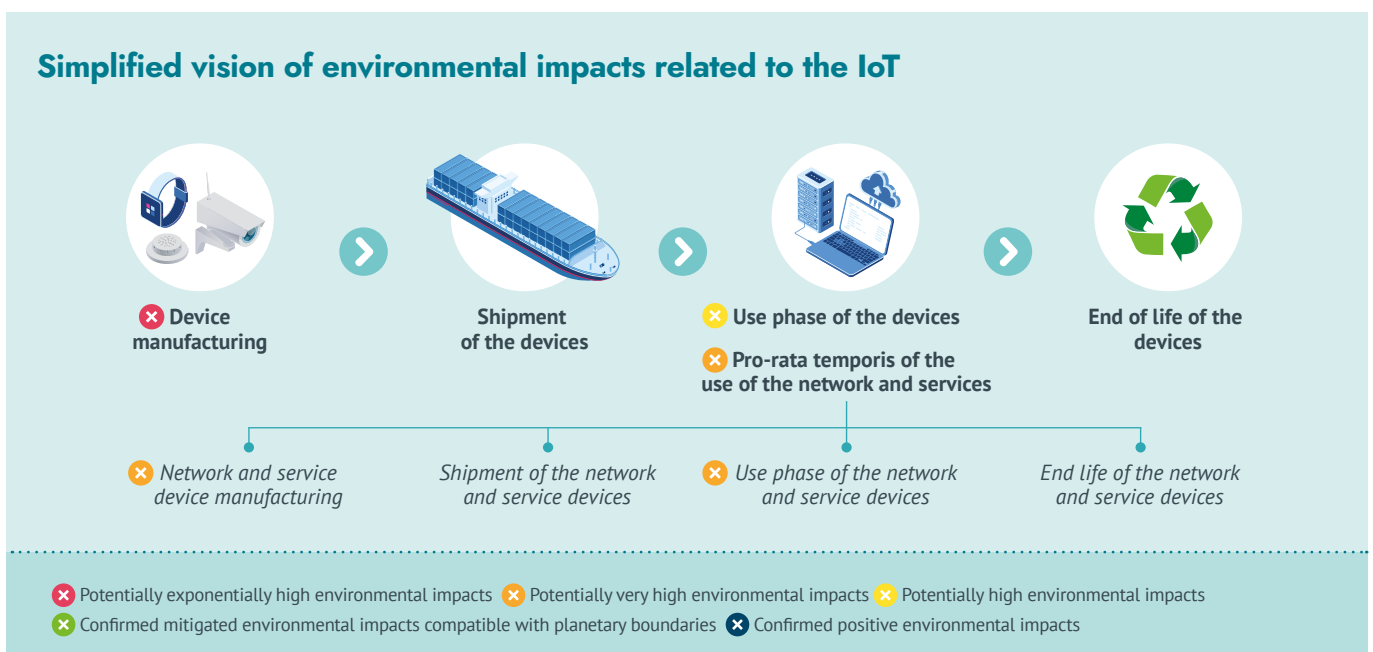 Simplified vision of environmental impacts related to the IoT
Device
manufacturing
Shipment
of the devices
Use phase of the devices
Pro-rata temporis of the
use of the network and services
End of life of the
devices
Network and service
device manufacturing
Shipment of the network
and service devices
Use phase of the network
and service devices
End life of the network
and service devices
Potentially exponentially high environmental impacts Potentially very high environmental impacts Potentially high environmental impacts
Confirmed mitigated environmental impacts compatible with planetary boundaries Confirmed positive environmental impacts